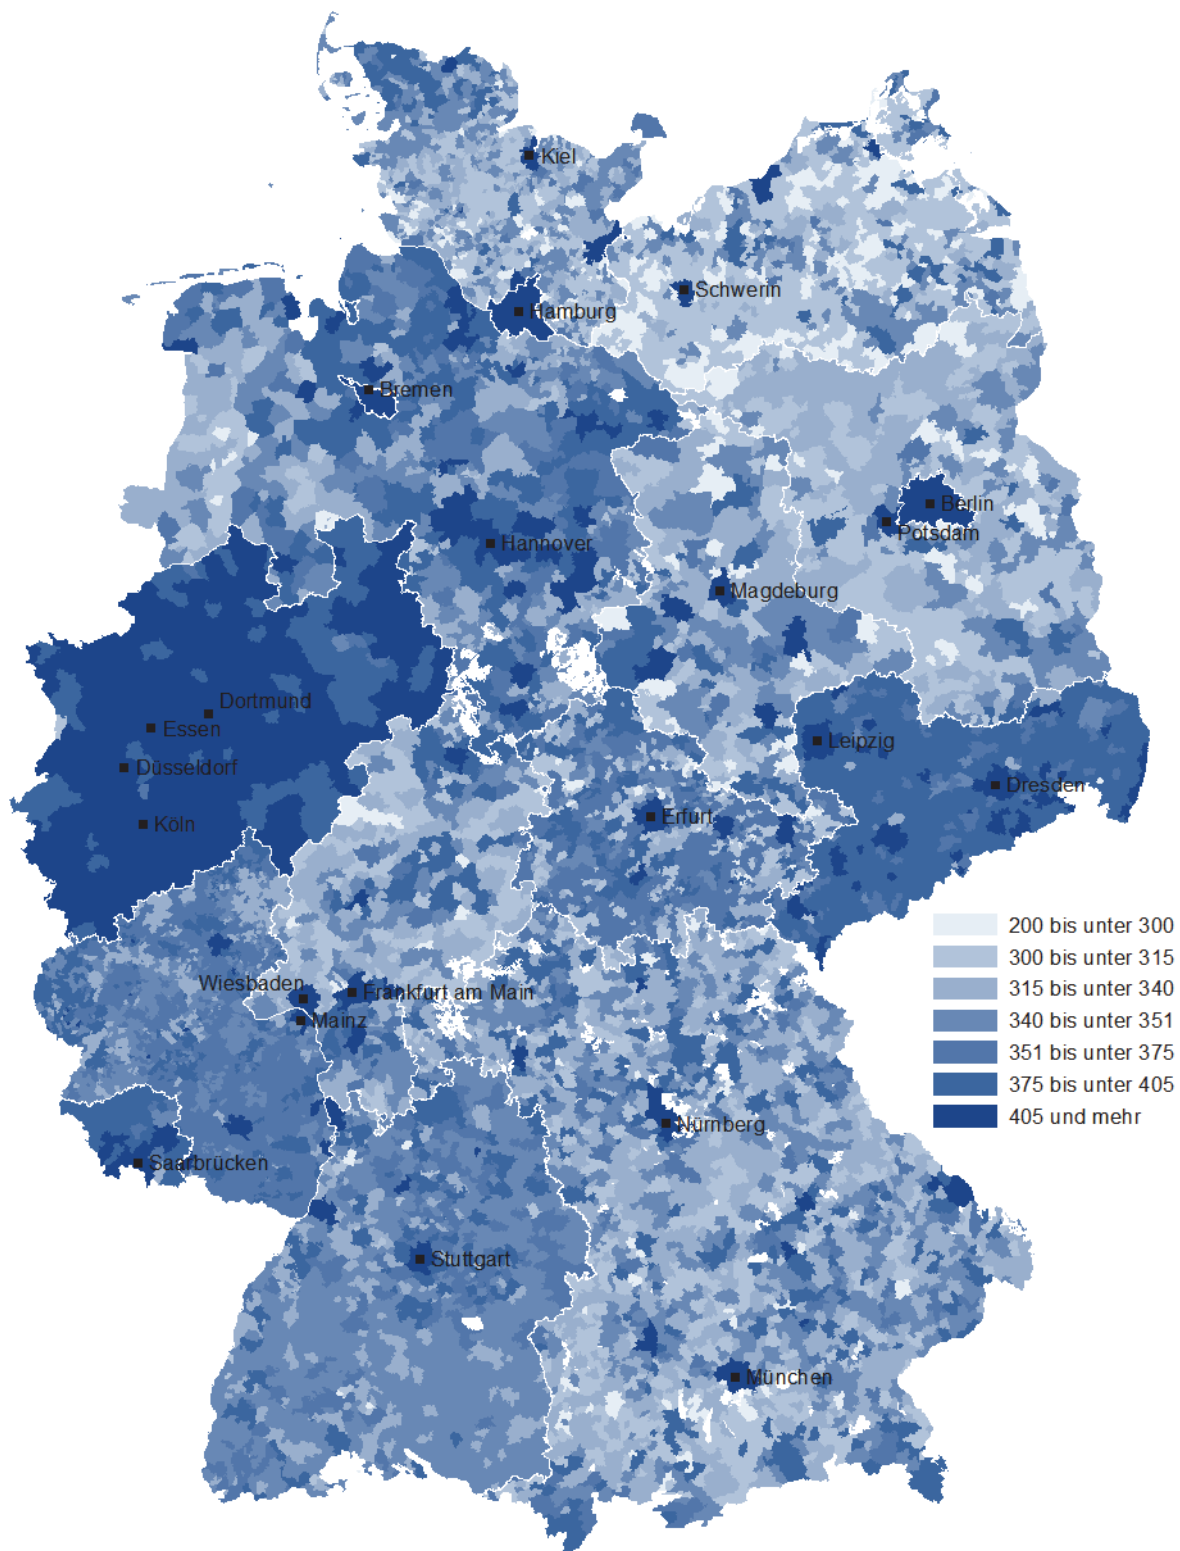 Kiel
Schwerin
Hamburg
Bremen
Berlin
Potsdam
Hannover
Magdeburg
Dortmund
Essen
Leipzig
Düsseldorf
Dresden
Köln
Erfurt
200 bis unter 300
300 bis unter 315
Wiesbaden
Frankfurt am Main
315 bis unter 340
Mainz
340 bis unter 351
351 bis unter 375
375 bis unter 405
405 und mehr
Nürnberg
Saarbrücken
Stuttgart
München